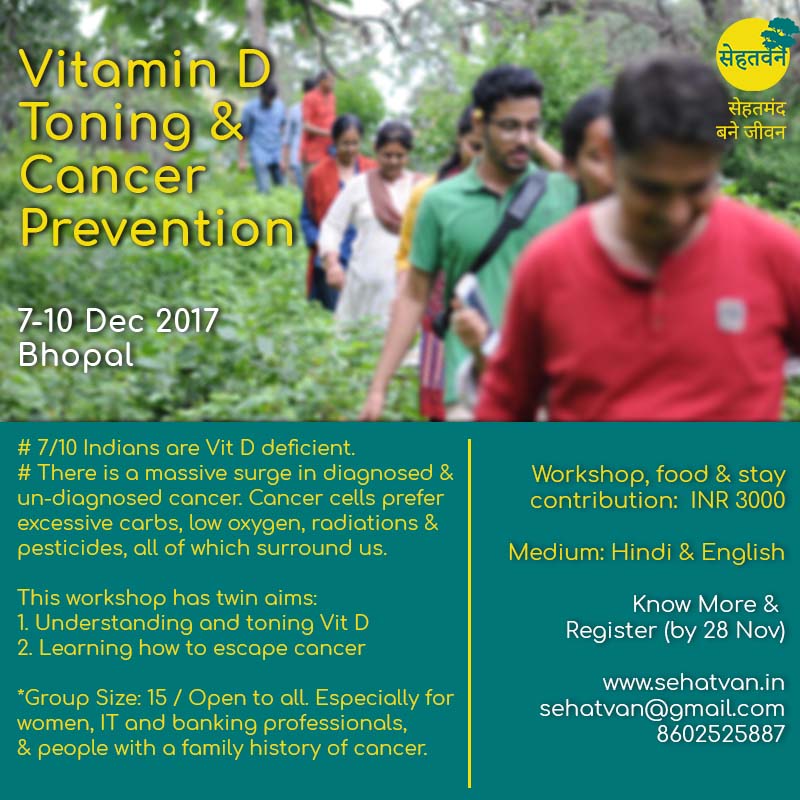 Vitamin D
Toning &
Cancer
Prevention
7-10 Dec 2017
Bhopal
सेहतवन
सेहतमंद
बने जीवन
# 7/10 Indians are Vit D deficient.
# There is a massive surge in diagnosed &
un-diagnosed cancer. Cancer cells prefer
excessive carbs, low oxygen, radiations &
pesticides, all of which surround us.
This workshop has twin aims:
1. Understanding and toning Vit D
2. Learning how to escape cancer
*Group Size: 15 / Open to all. Especially for
women, IT and banking professionals,
& people with a family history of cancer.
Workshop, food & stay
contribution: INR 3000
Medium: Hindi & English
Know More &
Register (by 28 Nov)
www.sehatvan.in
sehatvan@gmail.com
8602525887